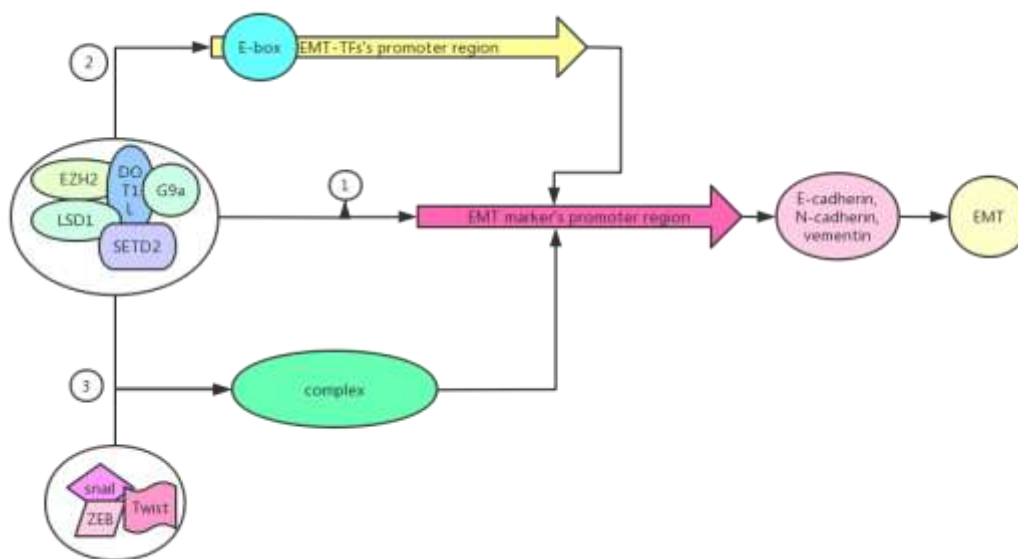 E-box
EMT-TFs's promoter region
2
EZH2
DO
T1
L
G9a
LSD1
SETD2
1
EMT marker's promoter region
E-cadherin,
N-cadherin,
vementin
EMT
3
complex
snail
ZEB
Twist